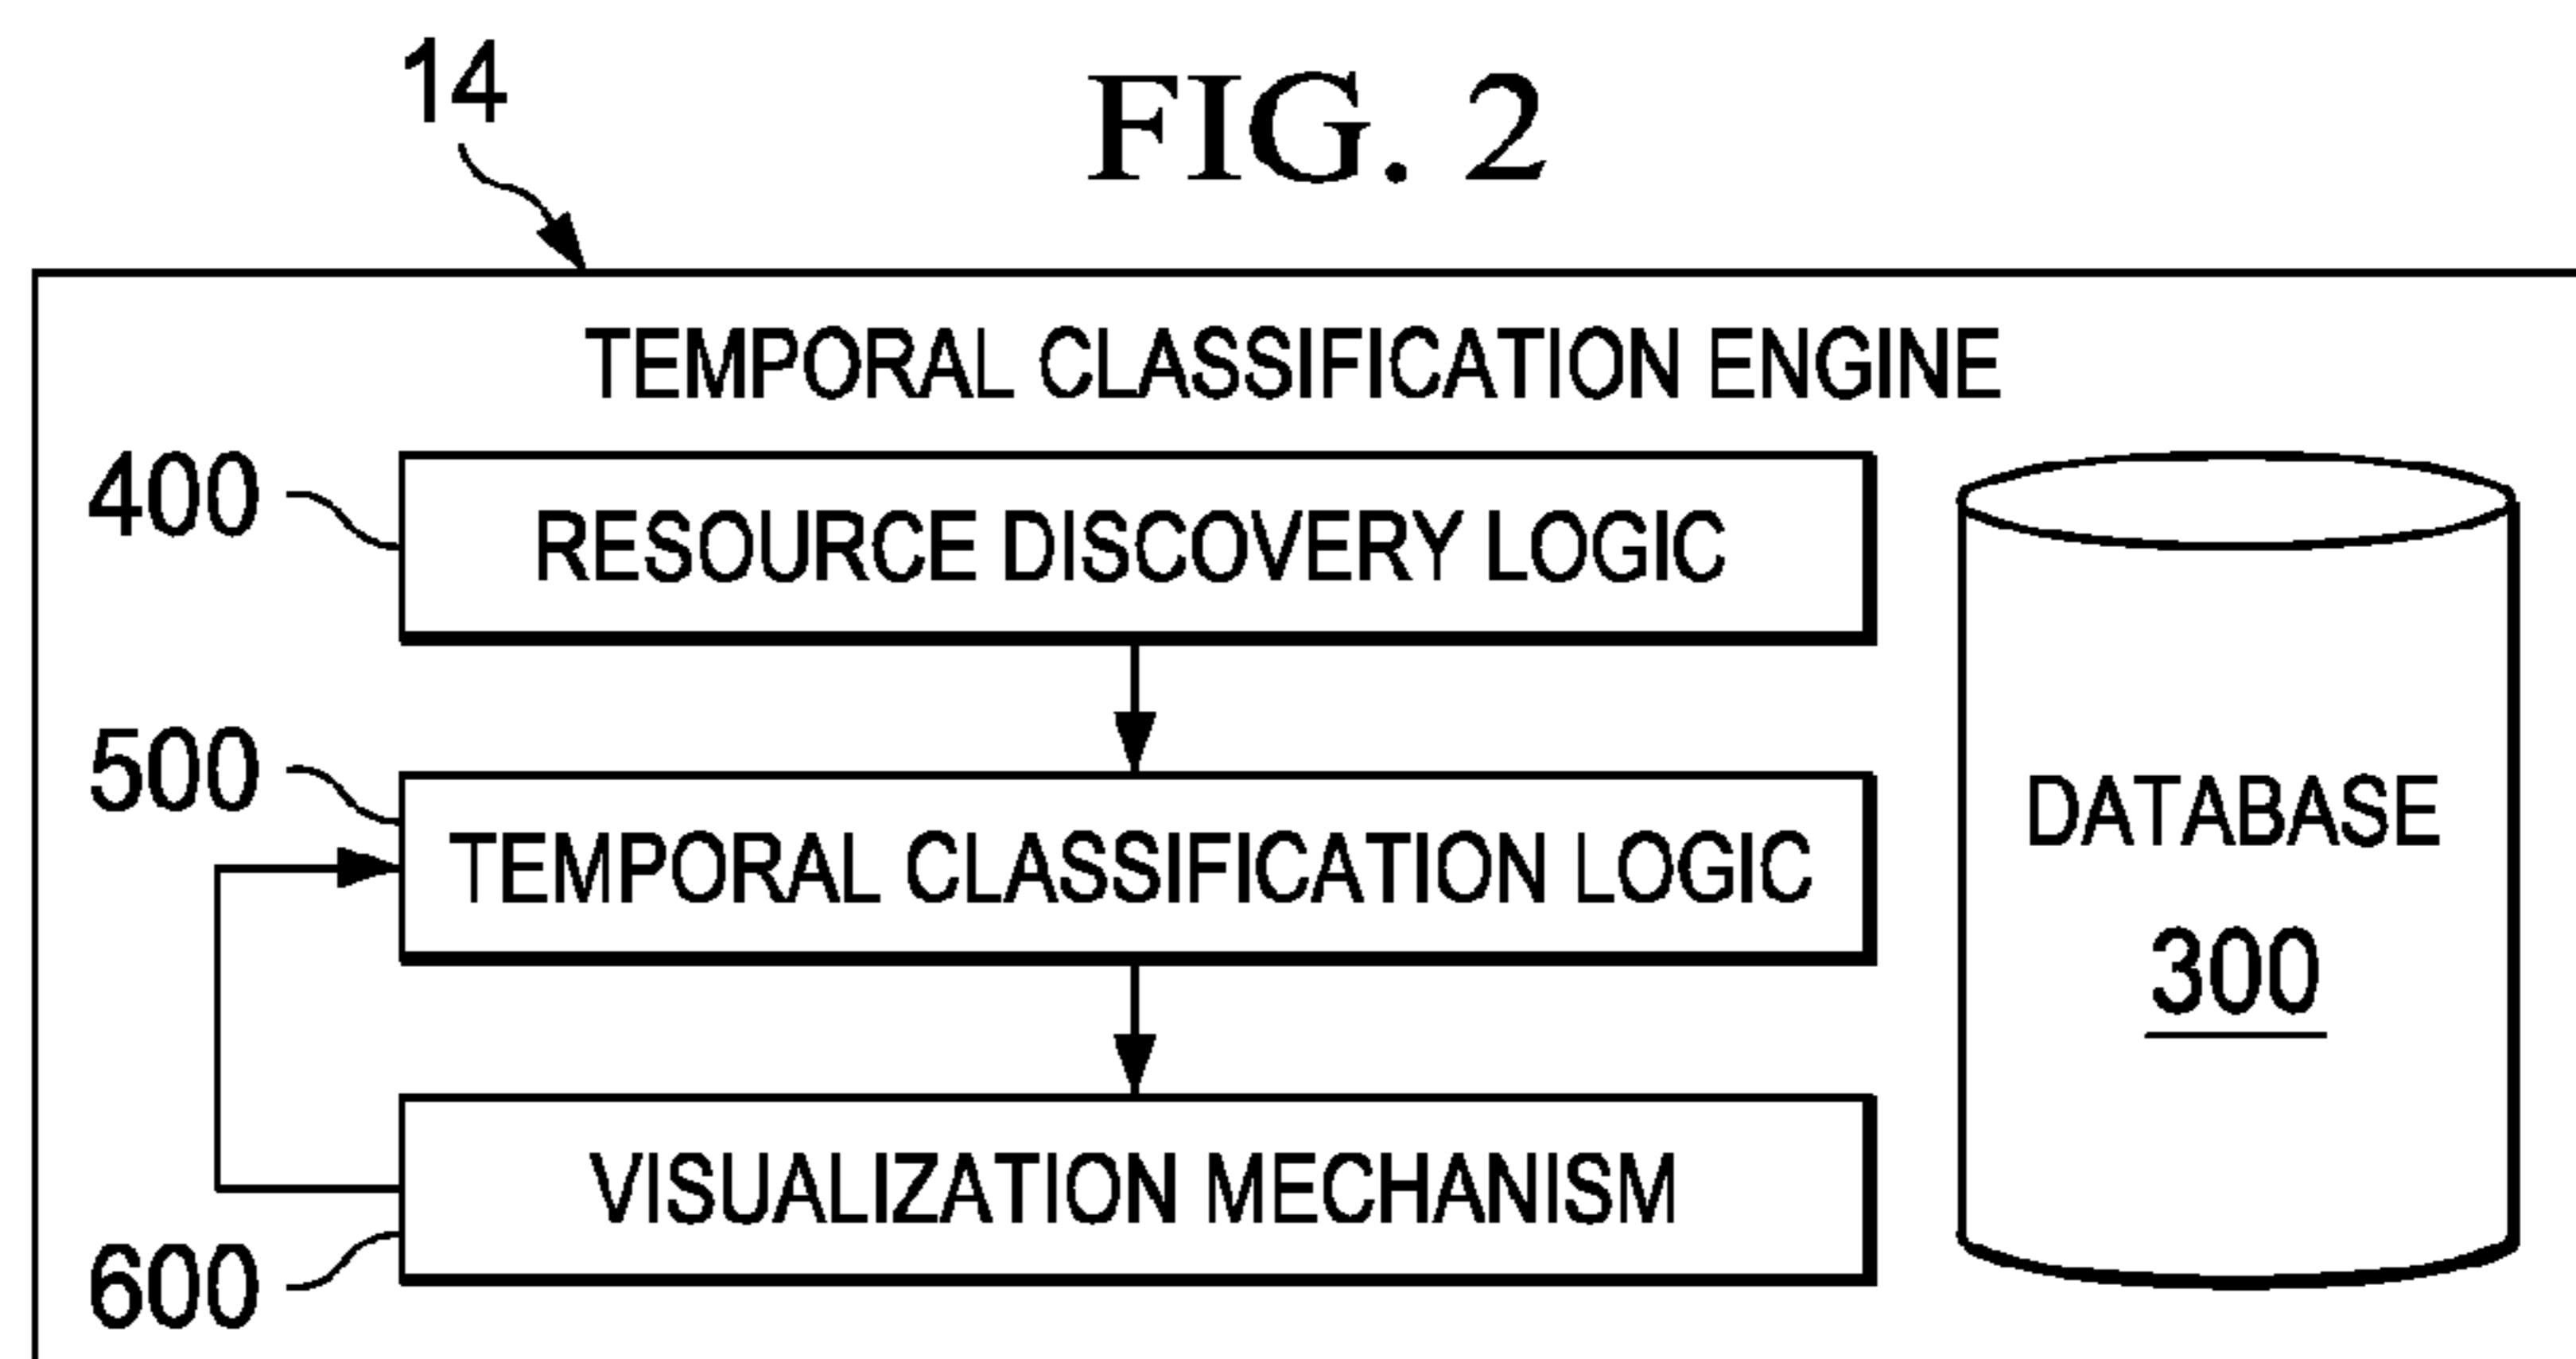 14
FIG. 2
TEMPORAL CLASSIFICATION ENGINE
400
RESOURCE DISCOVERY LOGIC
500
TEMPORAL CLASSIFICATION LOGIC
DATABASE
300
VISUALIZATION MECHANISM
600